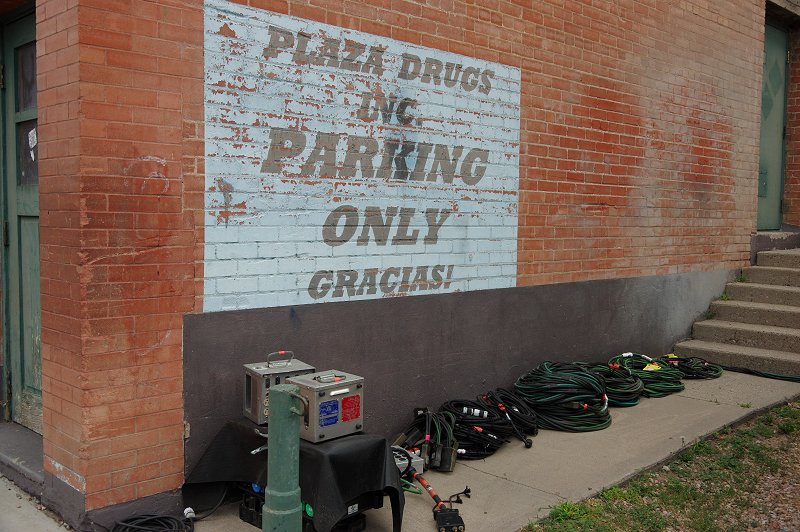 PLAZA DRUGS
INC.
PARKING
ONLY
GRACIAS!